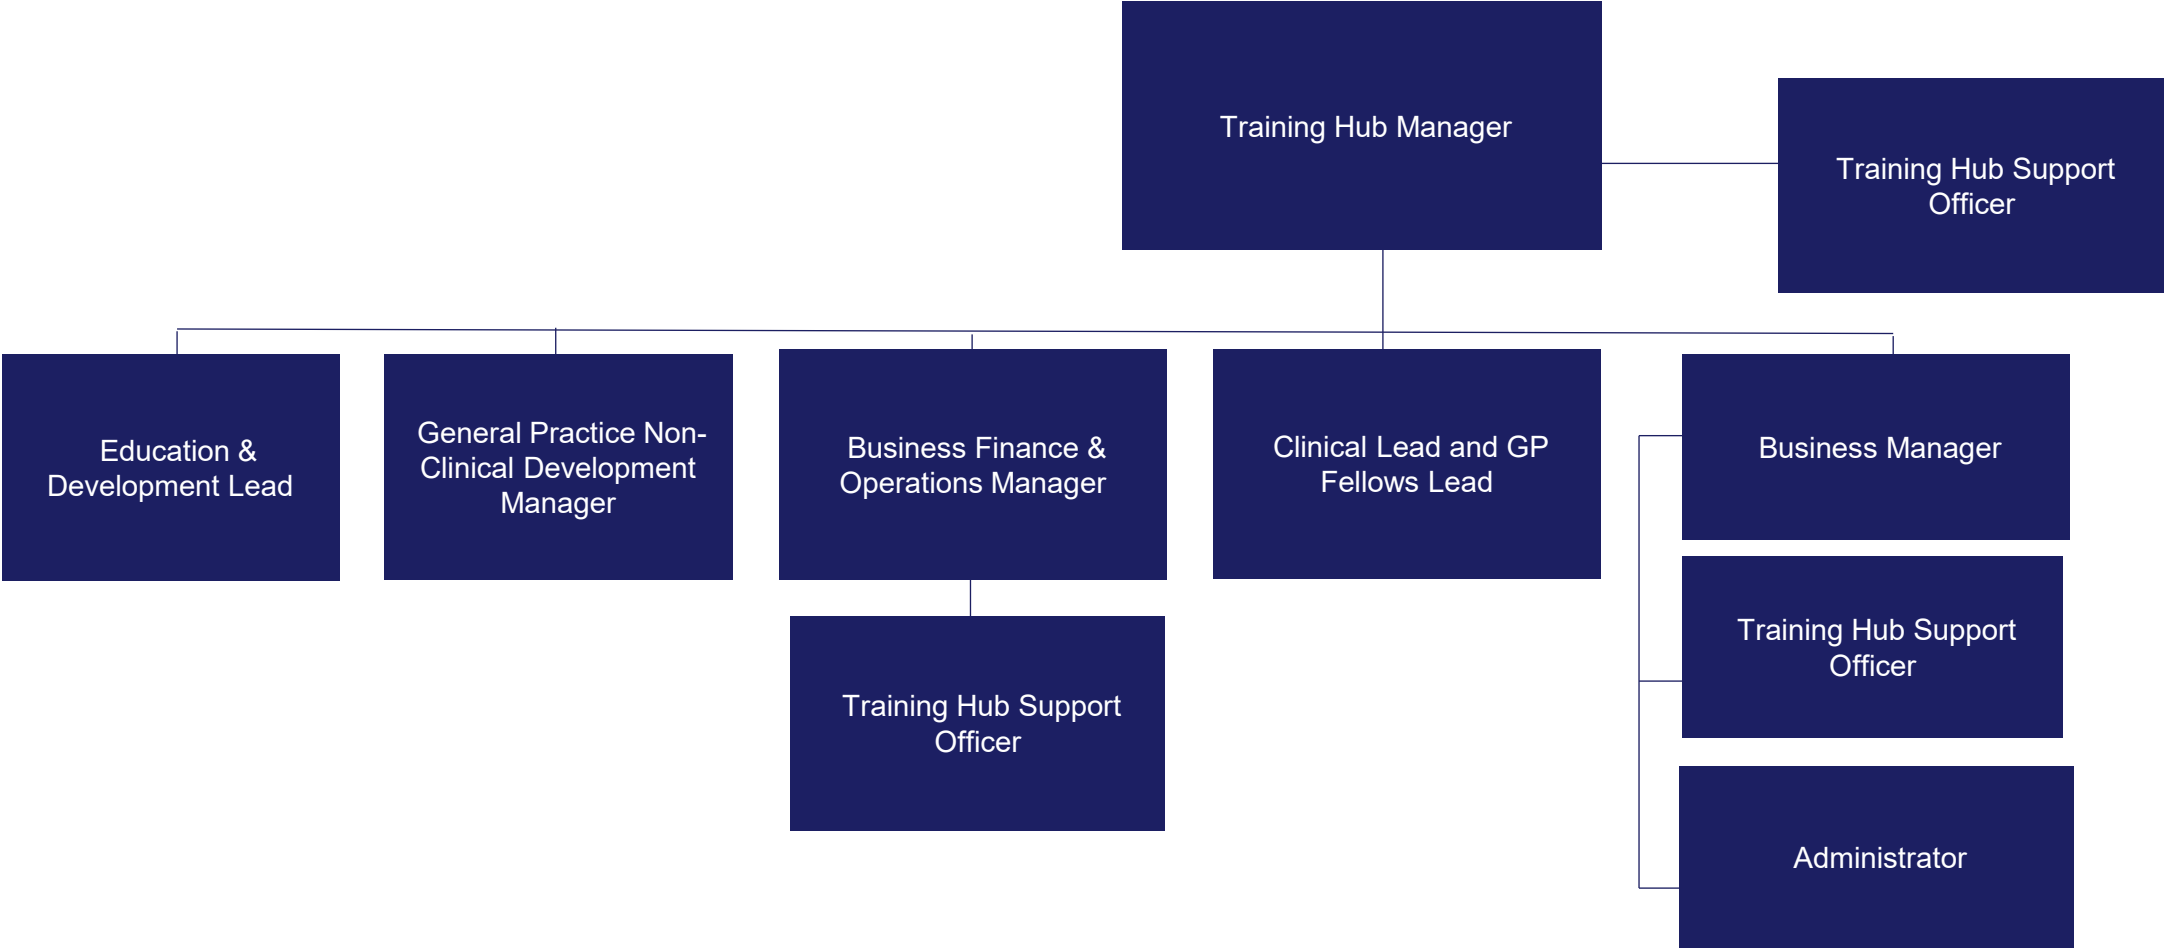 Training Hub Manager
Training Hub Support
Officer
Education &
Development Lead
General Practice Non-
Clinical Development
Manager
Business Finance &
Operations Manager
Clinical Lead and GP
Fellows Lead
Business Manager
Training Hub Support
Officer
Training Hub Support
Officer
Administrator